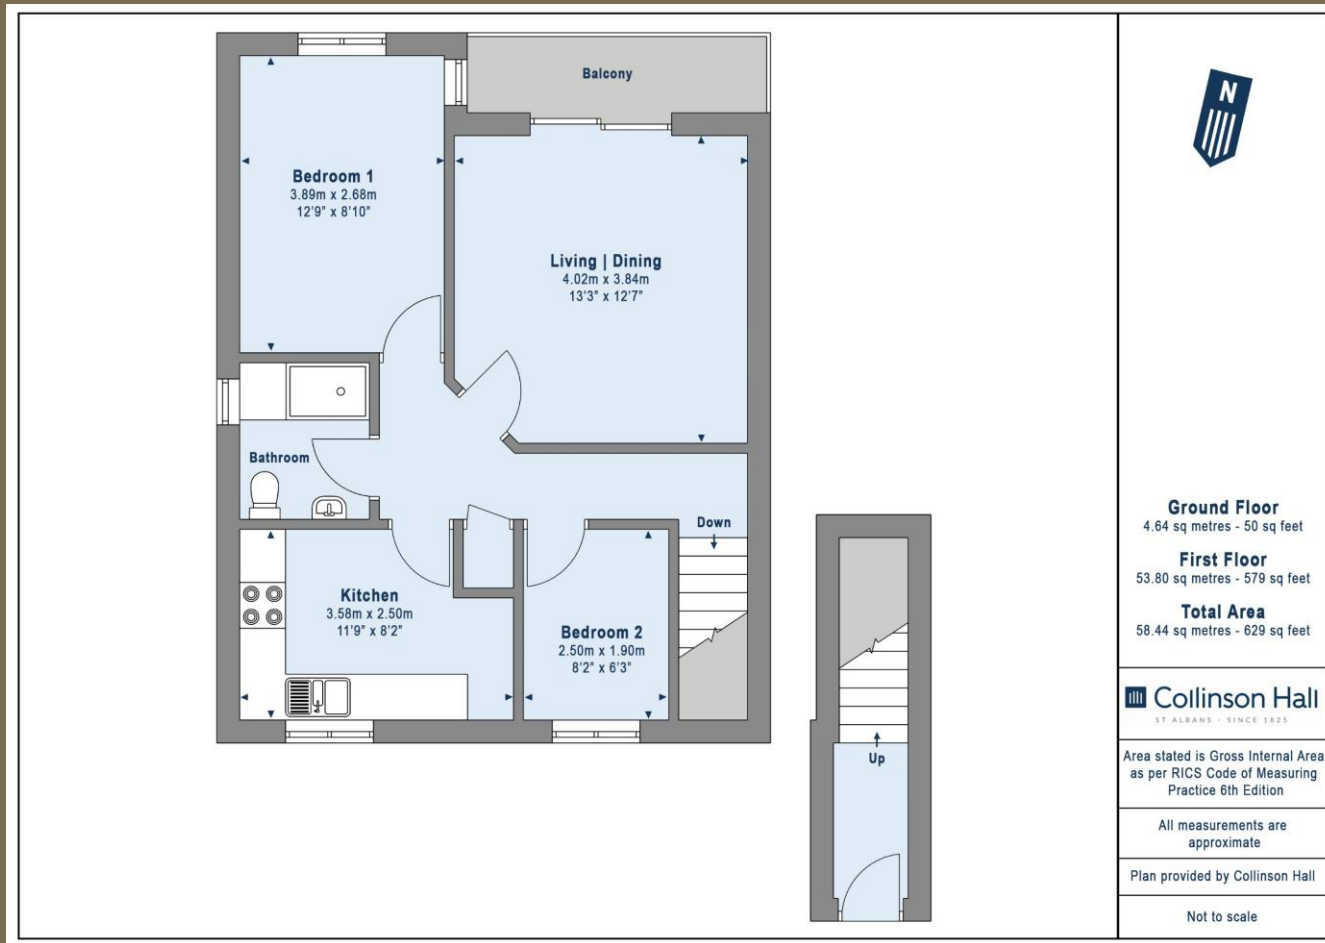 Balcony
Bedroom 1
3.89m x 2.68m
12'9" x 8'10"
Living | Dining
4.02m x 3.84m
13'3" x 12'7"
Bathroom
Down
Kitchen
3.58m x 2.50m
11'9" x 8'2"
Bedroom 2
2.50m x 1.90m
8'2" x 6'3"
Up
N
Ground Floor
4.64 sq metres - 50 sq feet
First Floor
53.80 sq metres - 579 sq feet
Total Area
58.44 sq metres - 629 sq feet
Collinson Hall
ST ALBANS - SINCE 1825
Area stated is Gross Internal Area
as per RICS Code of Measuring
Practice 6th Edition
All measurements are
approximate
Plan provided by Collinson Hall
Not to scale